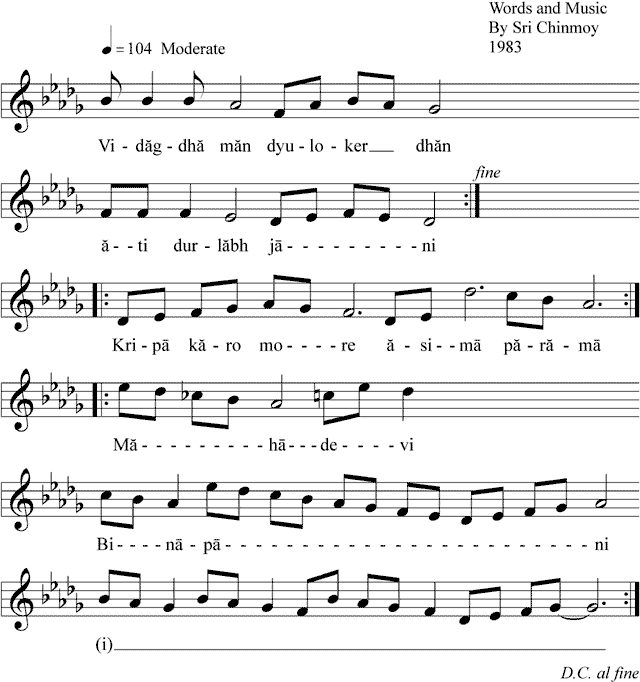 Words and Music
By Sri Chinmoy
1983
♩ = 104 Moderate
Vi - dăg - dhă măn dyu - lo - ker___ dhăn
fine
ă - - ti dur - lăbh jā - - - - - - - - - ni
Kri - pā kă - ro mo - - - re ă - si - mā pă - ră - mā
Mă - - - - - - - - - hā - - - de - - - - - vi
Bi - - - - nā - pā - - - - - - - - - - - - - - - - - - - - - - - - - - - - - - - ni
(i)___
D.C. al fine